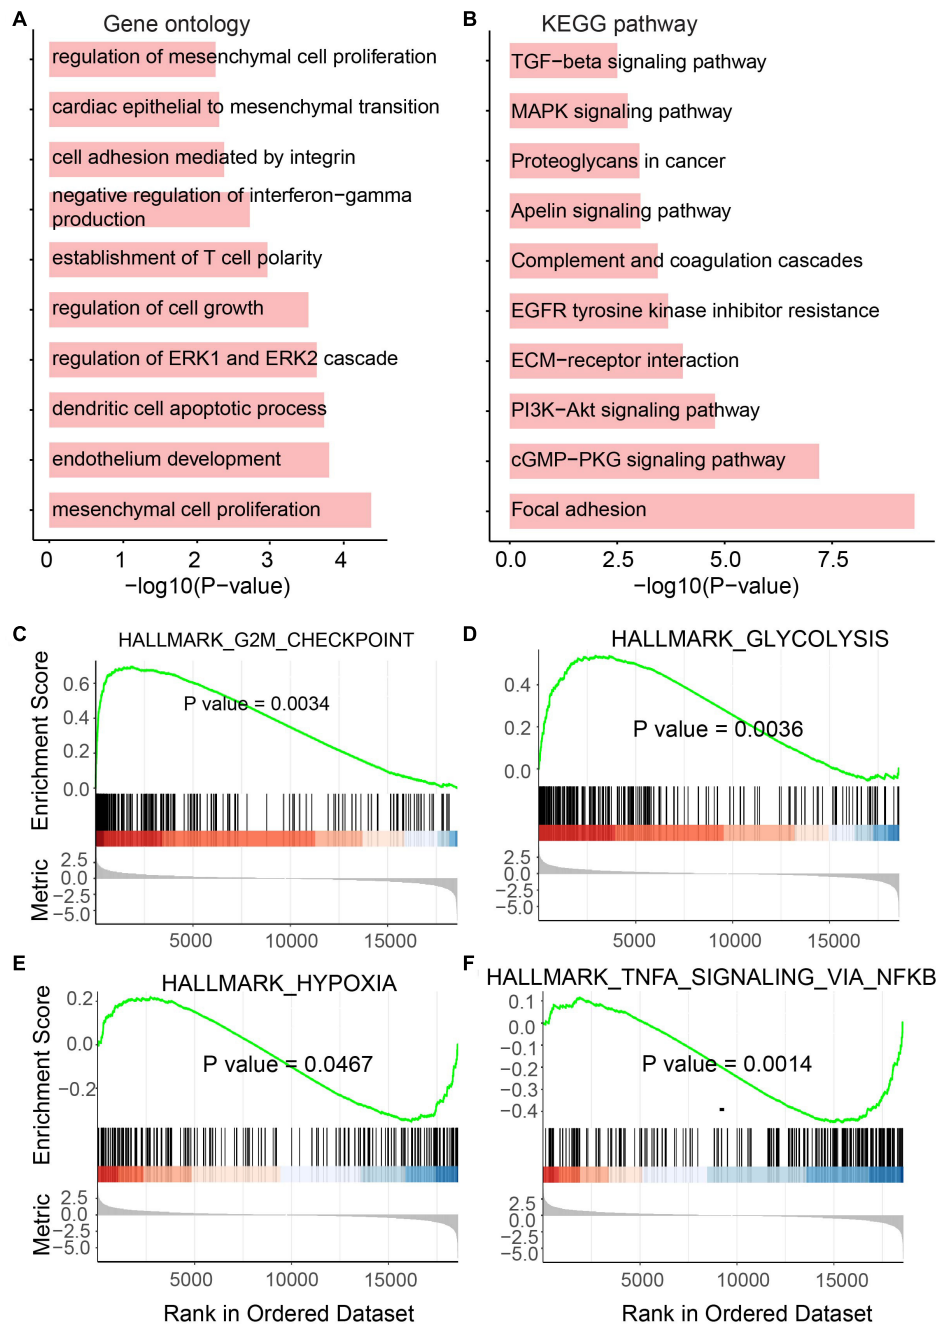 A
Gene ontology
regulation of mesenchymal cell proliferation
cardiac epithelial to mesenchymal transition
cell adhesion mediated by integrin
negative regulation of interferon−gamma
production
establishment of T cell polarity
regulation of cell growth
regulation of ERK1 and ERK2 cascade
dendritic cell apoptotic process
endothelium development
mesenchymal cell proliferation
0 1 2 3 4
−log10(P−value)
B
KEGG pathway
TGF−beta signaling pathway
MAPK signaling pathway
Proteoglycans in cancer
Apelin signaling pathway
Complement and coagulation cascades
EGFR tyrosine kinase inhibitor resistance
ECM−receptor interaction
PI3K−Akt signaling pathway
cGMP−PKG signaling pathway
Focal adhesion
0.0 2.5 5.0 7.5
−log10(P−value)
C
HALLMARK_G2M_CHECKPOINT
Enrichment Score
0.6
0.4
0.2
0.0
P value = 0.0034
Metric
2.5
0.0
−2.5
−5.0
5000 10000 15000
D
HALLMARK_GLYCOLYSIS
0.4
0.2
0.0
P value = 0.0036
2.5
0.0
−2.5
−5.0
5000 10000 15000
E
HALLMARK_HYPOXIA
Enrichment Score
0.2
0.0
−0.2
P value = 0.0467
Metric
2.5
0.0
−2.5
−5.0
5000 10000 15000
Rank in Ordered Dataset
F
HALLMARK_TNFA_SIGNALING_VIA_NFKB
0.1
0.0
−0.1
−0.2
−0.3
−0.4
P value = 0.0014
2.5
0.0
−2.5
−5.0
5000 10000 15000
Rank in Ordered Dataset